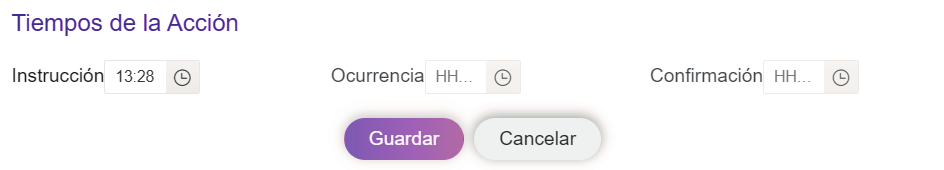 Tiempos de la Acción
Instrucción 13:28 Ocurrencia HH... Confirmación HH...
Guardar Cancelar